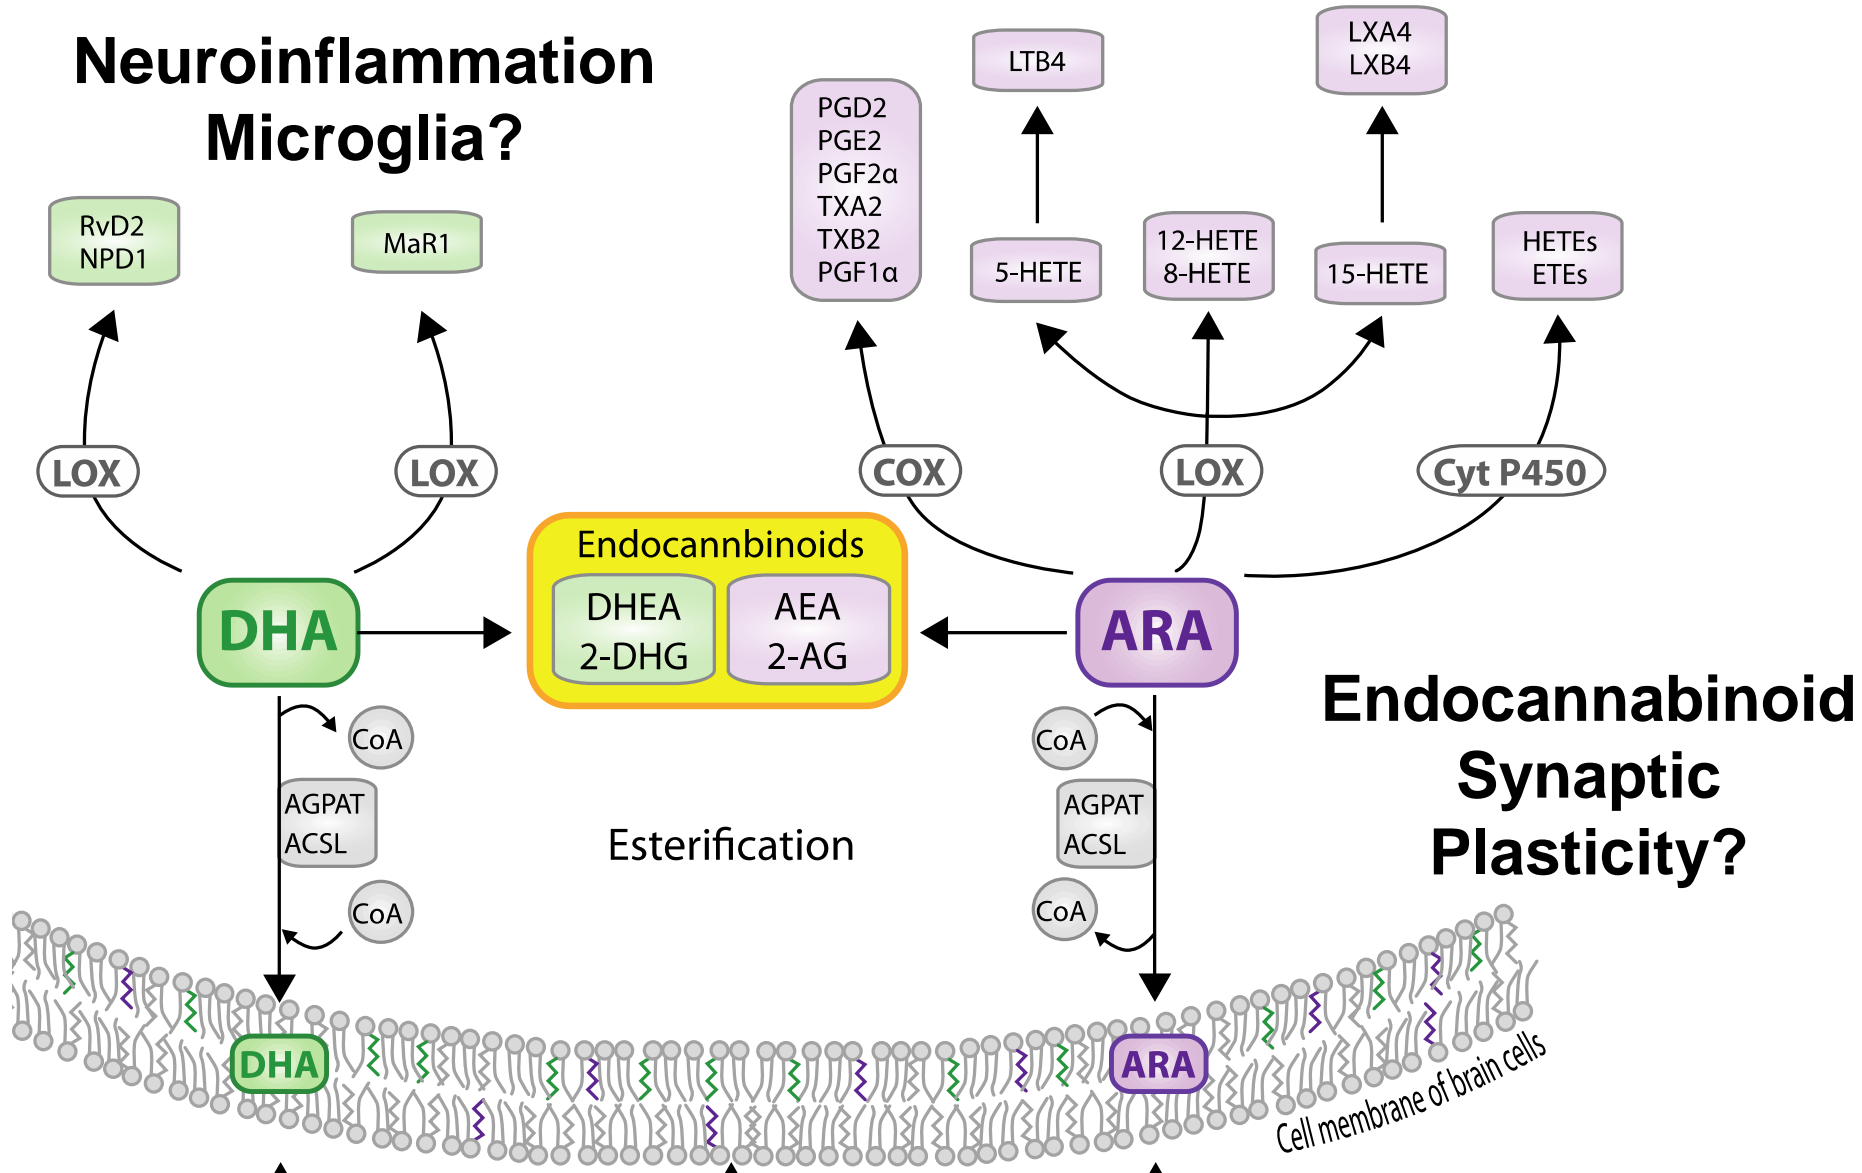 Neuroinflammation
Microglia?
LTB4
LXA4
LXB4
PGD2
PGE2
PGF2α
TXA2
TXB2
PGF1α
RvD2
NPD1
MaR1
5-HETE
12-HETE
8-HETE
15-HETE
HETEs
ETEs
LOX
LOX
COX
LOX
Cyt P450
Endocannbinoids
DHEA
2-DHG
AEA
2-AG
DHA
ARA
Endocannabinoid
Synaptic
Plasticity?
CoA
AGPAT
ACSL
CoA
Esterification
CoA
AGPAT
ACSL
CoA
DHA
ARA
Cell membrane of brain cells